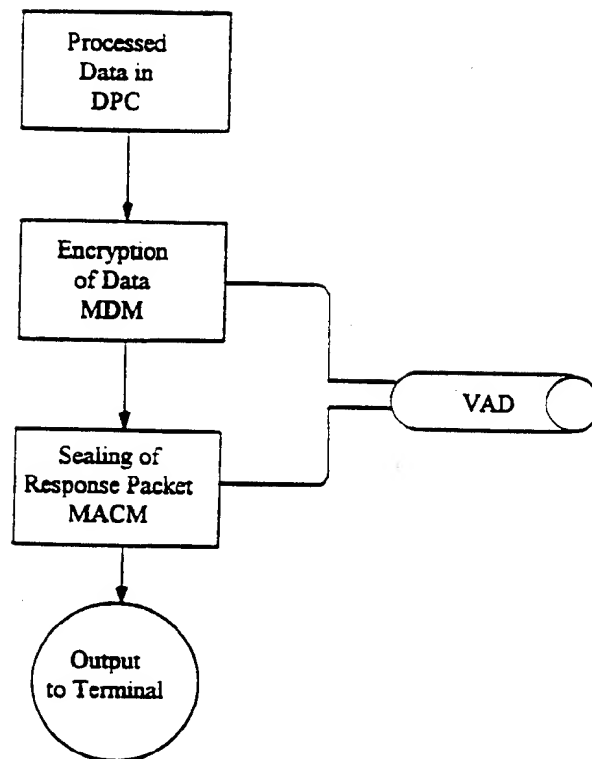 Processed
Data in
DPC
Encryption
of Data
MDM
VAD
Sealing of
Response Packet
MACM
Output
to Terminal